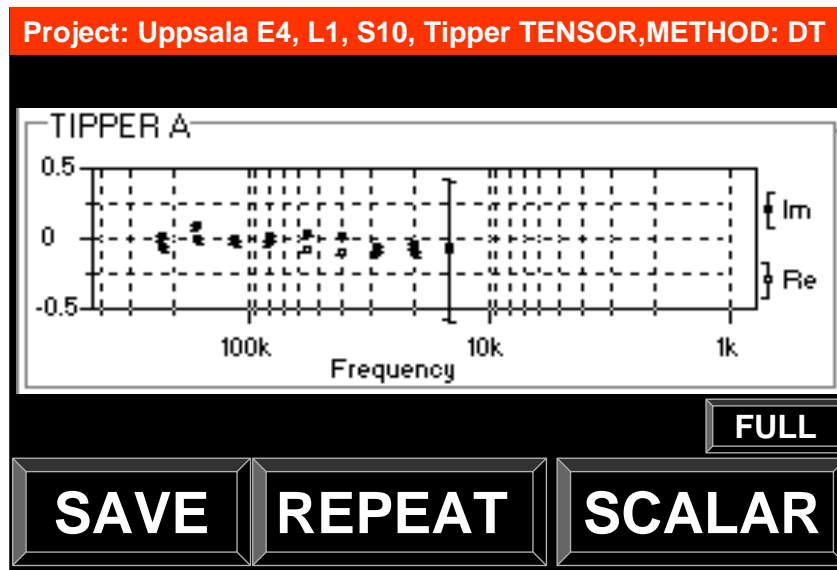 Project: Uppsala E4, L1, S10, Tipper TENSOR,METHOD: DT
TIPPER A
0.5
0
-0.5
Im
Re
100k
10k
1k
Frequency
FULL
SAVE
REPEAT
SCALAR